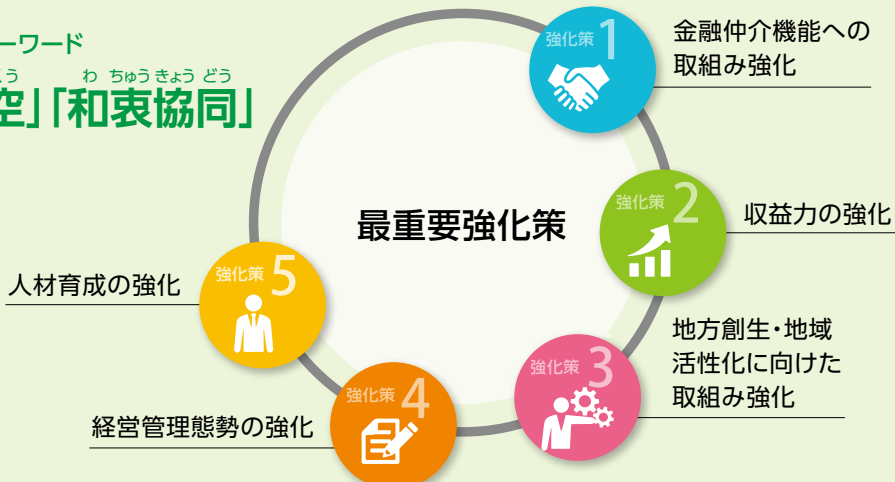 ーワード
こう わ ちゅう きょう どう
空」「和衷協同」
最重要強化策
強化策 1
金融仲介機能への
取組み強化
強化策 2
収益力の強化
強化策 3
地方創生・地域
活性化に向けた
取組み強化
強化策 4
経営管理態勢の強化
強化策 5
人材育成の強化